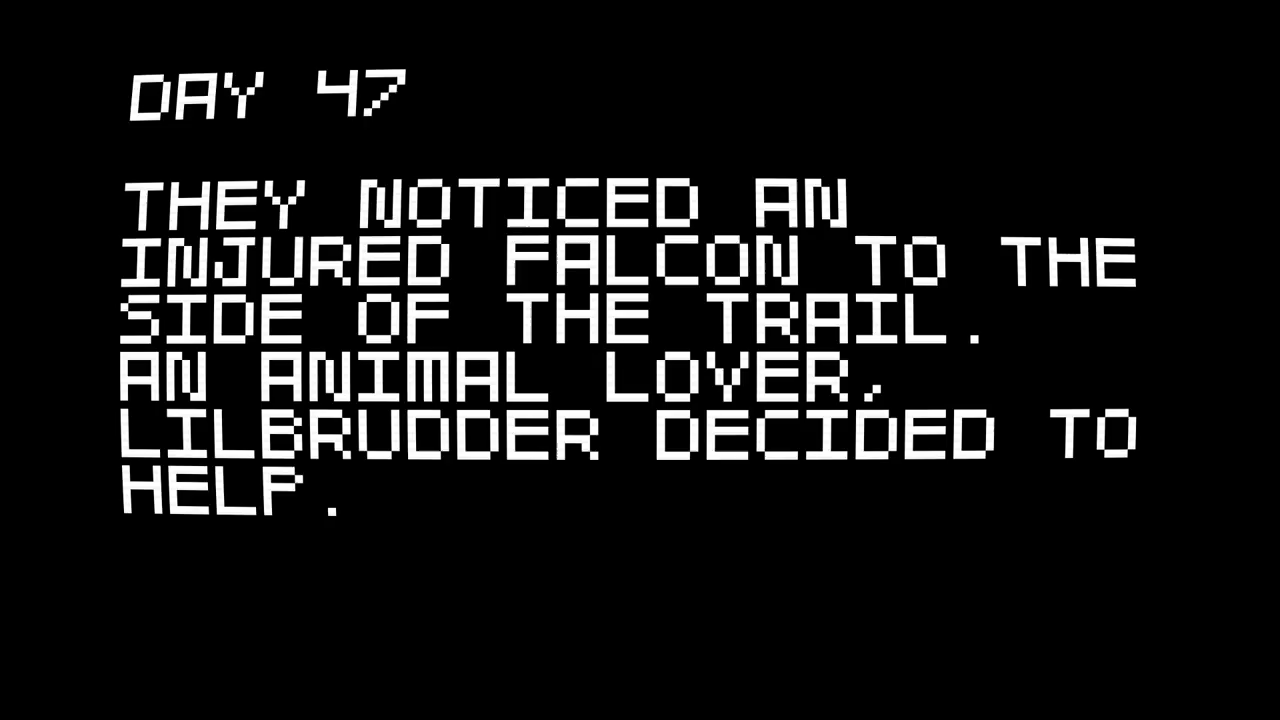 DAY 47
THEY NOTICED AN
INJURED FALCON TO THE
SIDE OF THE TRAIL.
AN ANIMAL LOVER,
LILBRUDDER DECIDED TO
HELP.